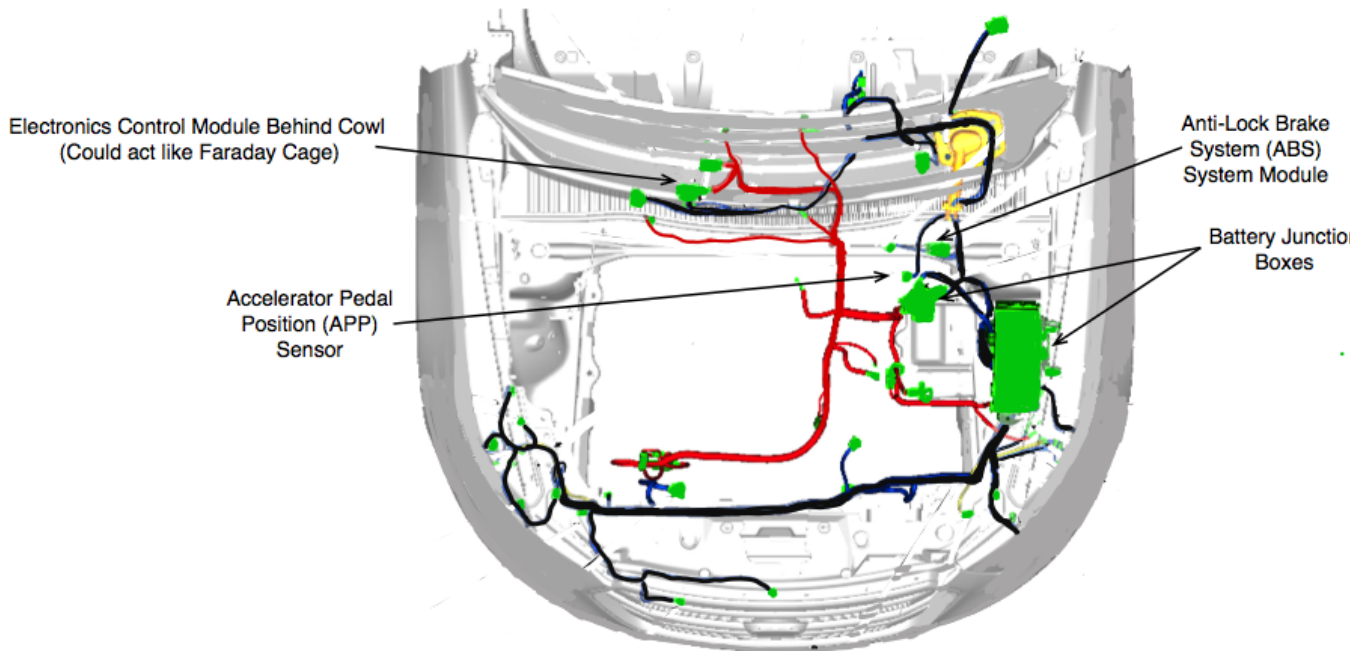 Electronics Control Module Behind Cowl
(Could act like Faraday Cage)
Anti-Lock Brake
System (ABS)
System Module
Battery Junction
Boxes
Accelerator Pedal
Position (APP)
Sensor